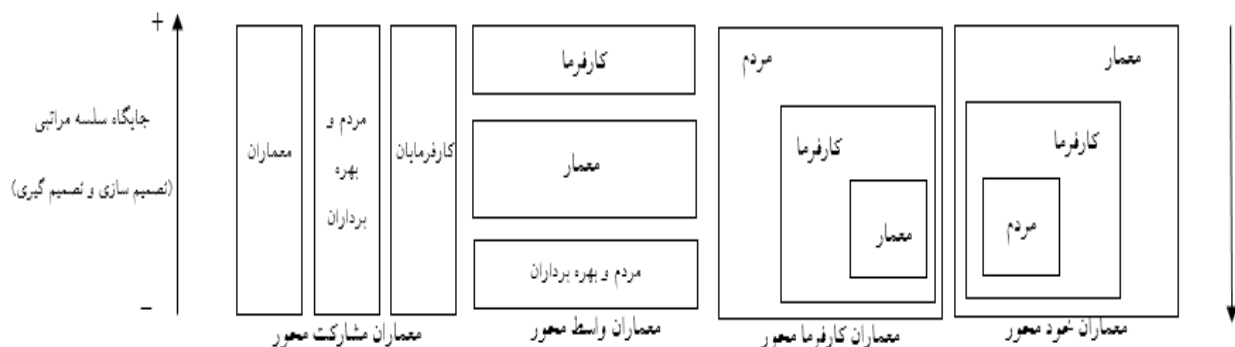 معمار
کارفرما
مردم
معماران خود محور
مردم
کارفرما
معمار
معماران کارفرما محور
کارفرما
معمار
مردم و بهره برداران
معماران واسط محور
کارفرمایان
مردم و
بهره
برداران
معماران
معماران مشارکت محور
+
جایگاه سلسه مراتبی
(تصمیم سازی و تصمیم گیری)
–